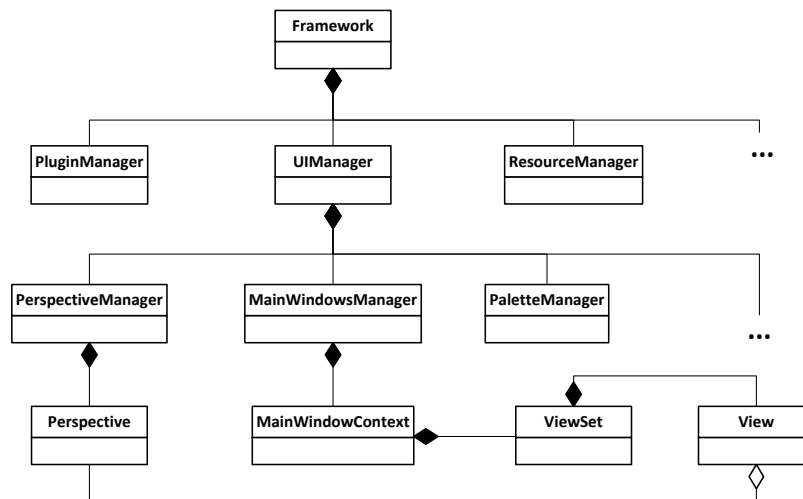 Framework
PluginManager
UIManager
ResourceManager
...
PerspectiveManager
MainWindowsManager
PaletteManager
...
Perspective
MainWindowContext
ViewSet
View